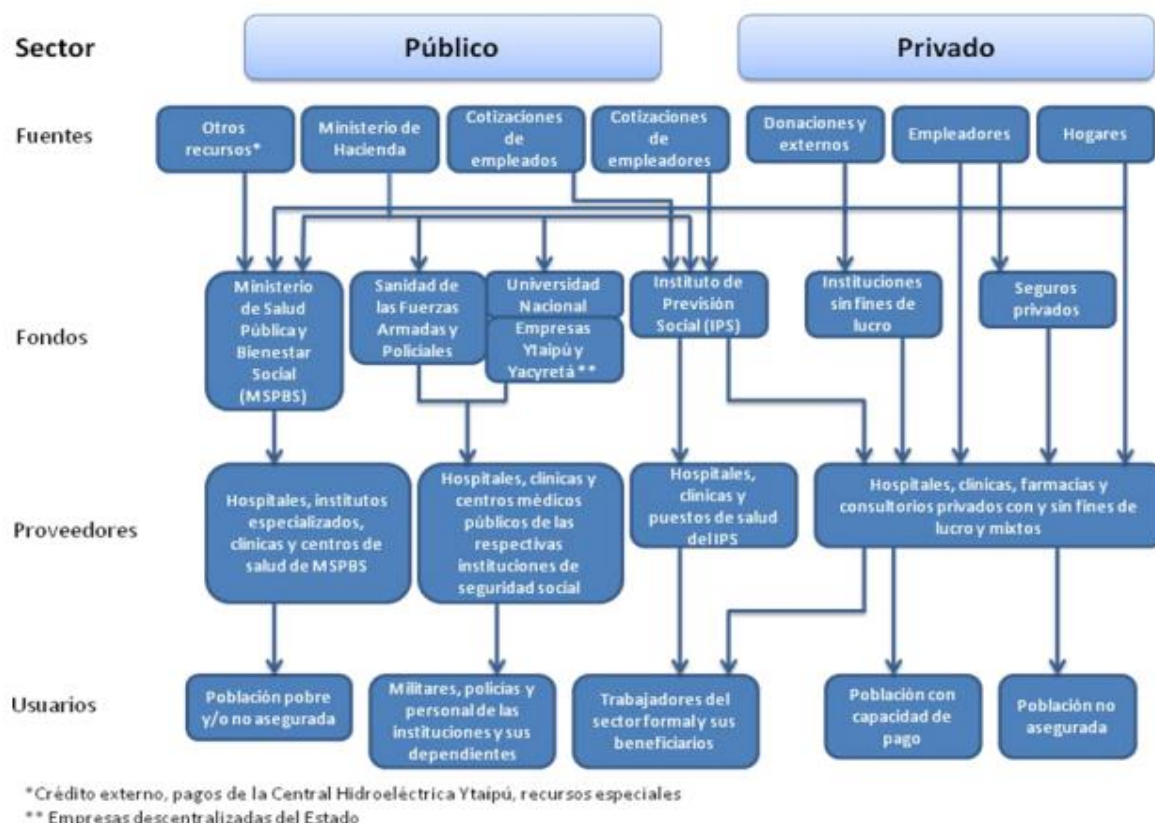 Sector
Público
Privado
Fuentes
Otros
recursos*
Ministerio de
Hacienda
Cotizaciones
de
empleados
Cotizaciones
de
empleadores
Donaciones y
externos
Empleadores
Hogares
Fondos
Ministerio
de Salud
Pública y
Bienestar
Social
(MSPBS)
Sanidad de
las Fuerzas
Armadas y
Policiales
Universidad
Nacional
Empresas
Ytaipú y
Yacyretá **
Instituto de
Previsión
Social (IPS)
Instituciones
sin fines de
lucro
Seguros
privados
Proveedores
Hospitales, institutos
especializados,
clínicas y centros de
salud de MSPBS
Hospitales, clínicas y
centros médicos
públicos de las
respectivas
instituciones de
seguridad social
Hospitales,
clínicas y
puestos de salud
del IPS
Hospitales, clínicas, farmacias y
consultorios privados con y sin fines de
lucro y mixtos
Usuarios
Población pobre
y/o no asegurada
Militares, policías y
personal de las
instituciones y sus
dependientes
Trabajadores del
sector formal y sus
beneficiarios
Población con
capacidad de
pago
Población no
asegurada
*Crédito externo, pagos de la Central Hidroeléctrica Ytaipú, recursos especiales
** Empresas descentralizadas del Estado